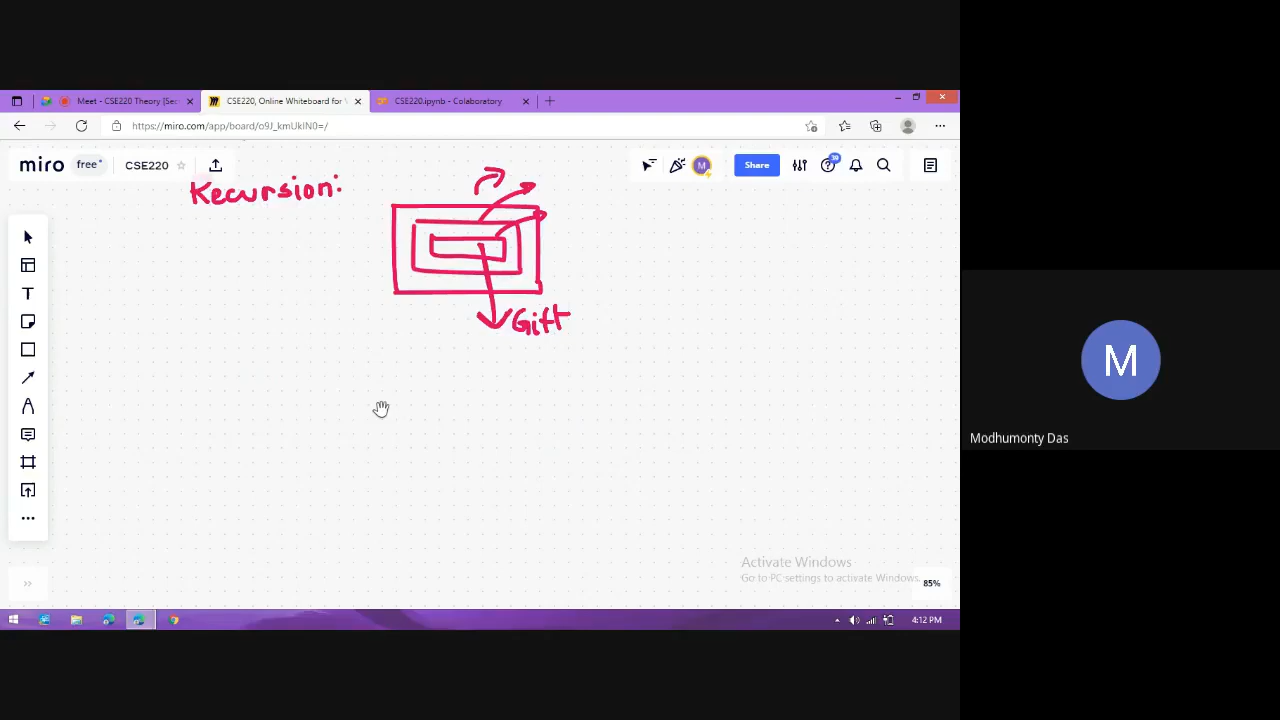 Meet - CSE220 Theory [Sec
CSE220, Online Whiteboard for V
CSE220.ipynb - Colaboratory
https://miro.com/app/board/o9J_kmUkIN0=/
miro free CSE220
M Share
Recursion:
Gift
M
Modhumonty Das
Activate Windows
Go to PC settings to activate Windows.
85%
4:12 PM